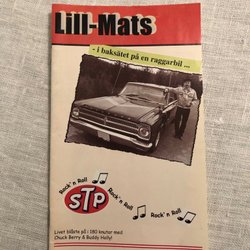 Lill-Mats
- i baksätet på en raggarbil ...
Rock' n Roll
STP
Rock' n Roll
Rock' n Roll
Livet blåste på i 180 knutar med
Chuck Berry & Buddy Holly!